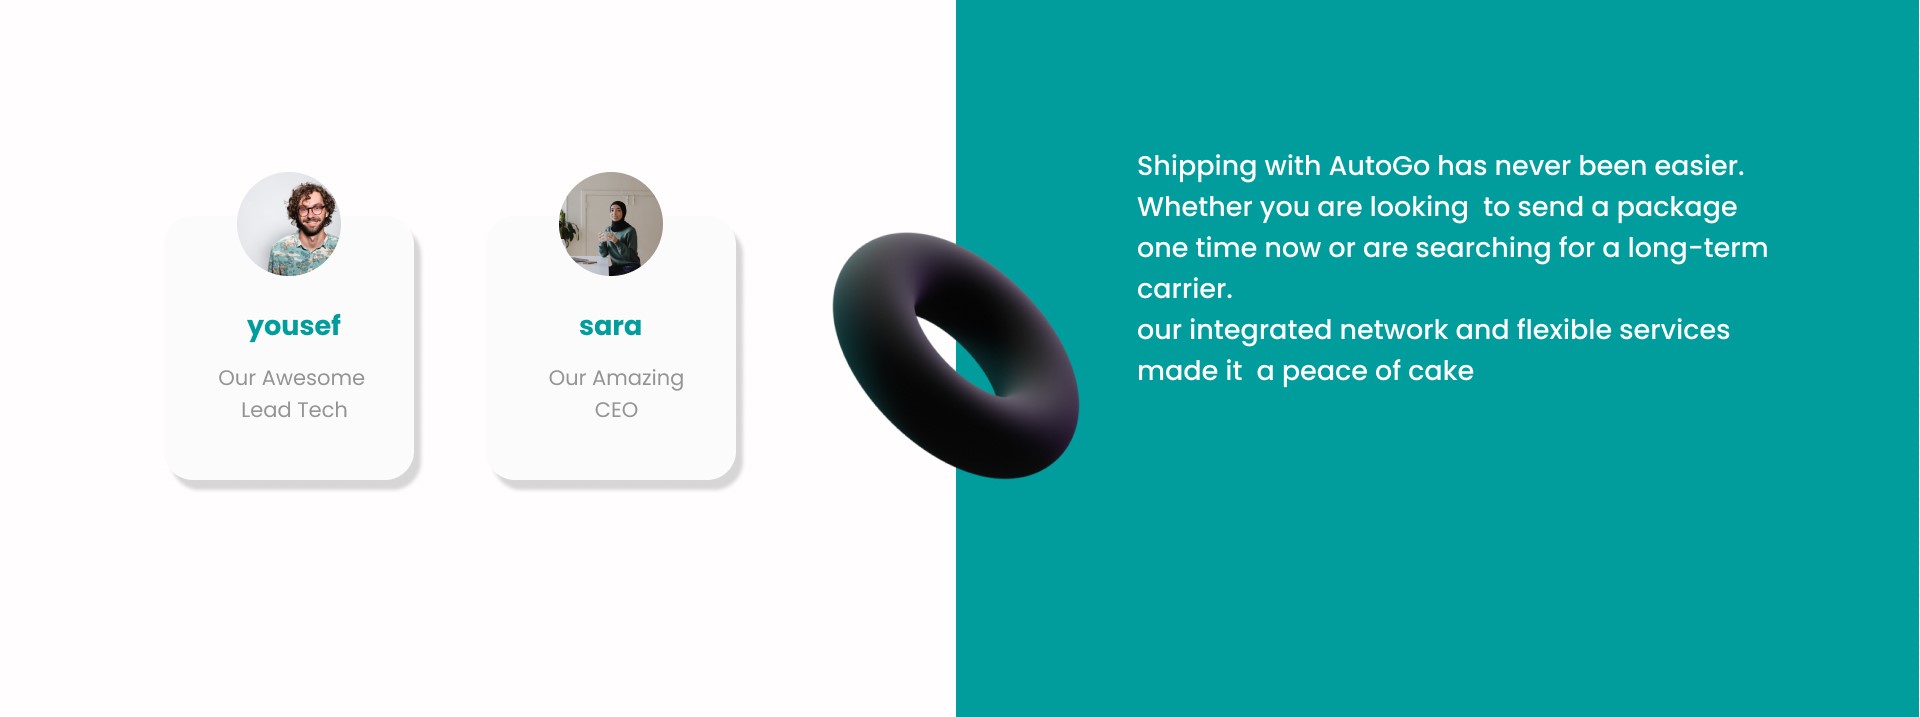 yousef
Our Awesome
Lead Tech
sara
Our Amazing
CEO
Shipping with AutoGo has never been easier.
Whether you are looking  to send a package
one time now or are searching for a long-term
carrier.
our integrated network and flexible services
made it  a peace of cake